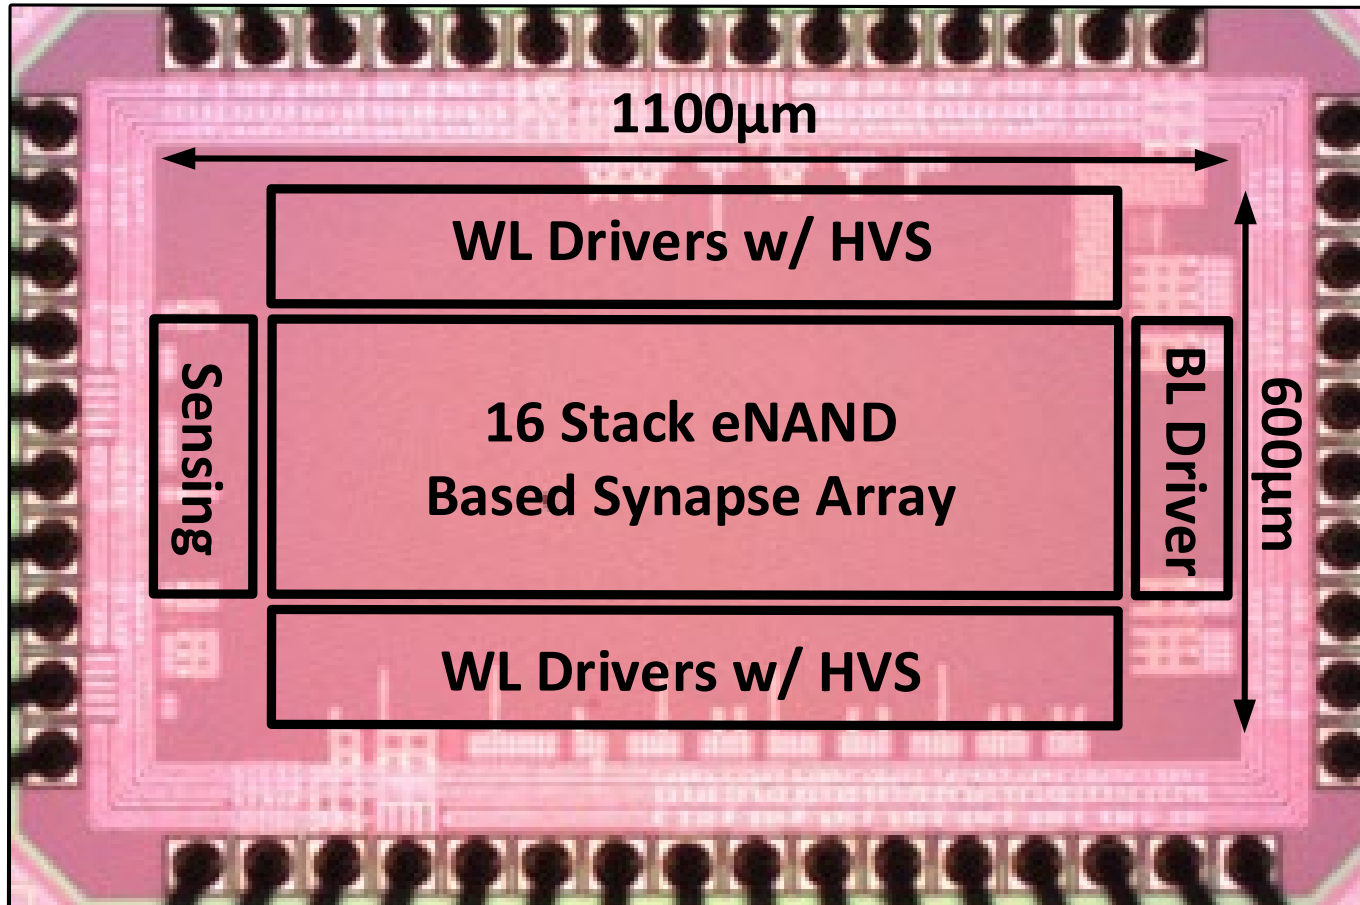 1100μm
WL Drivers w/ HVS
Sensing
16 Stack eNAND
Based Synapse Array
BL Driver
600μm
WL Drivers w/ HVS